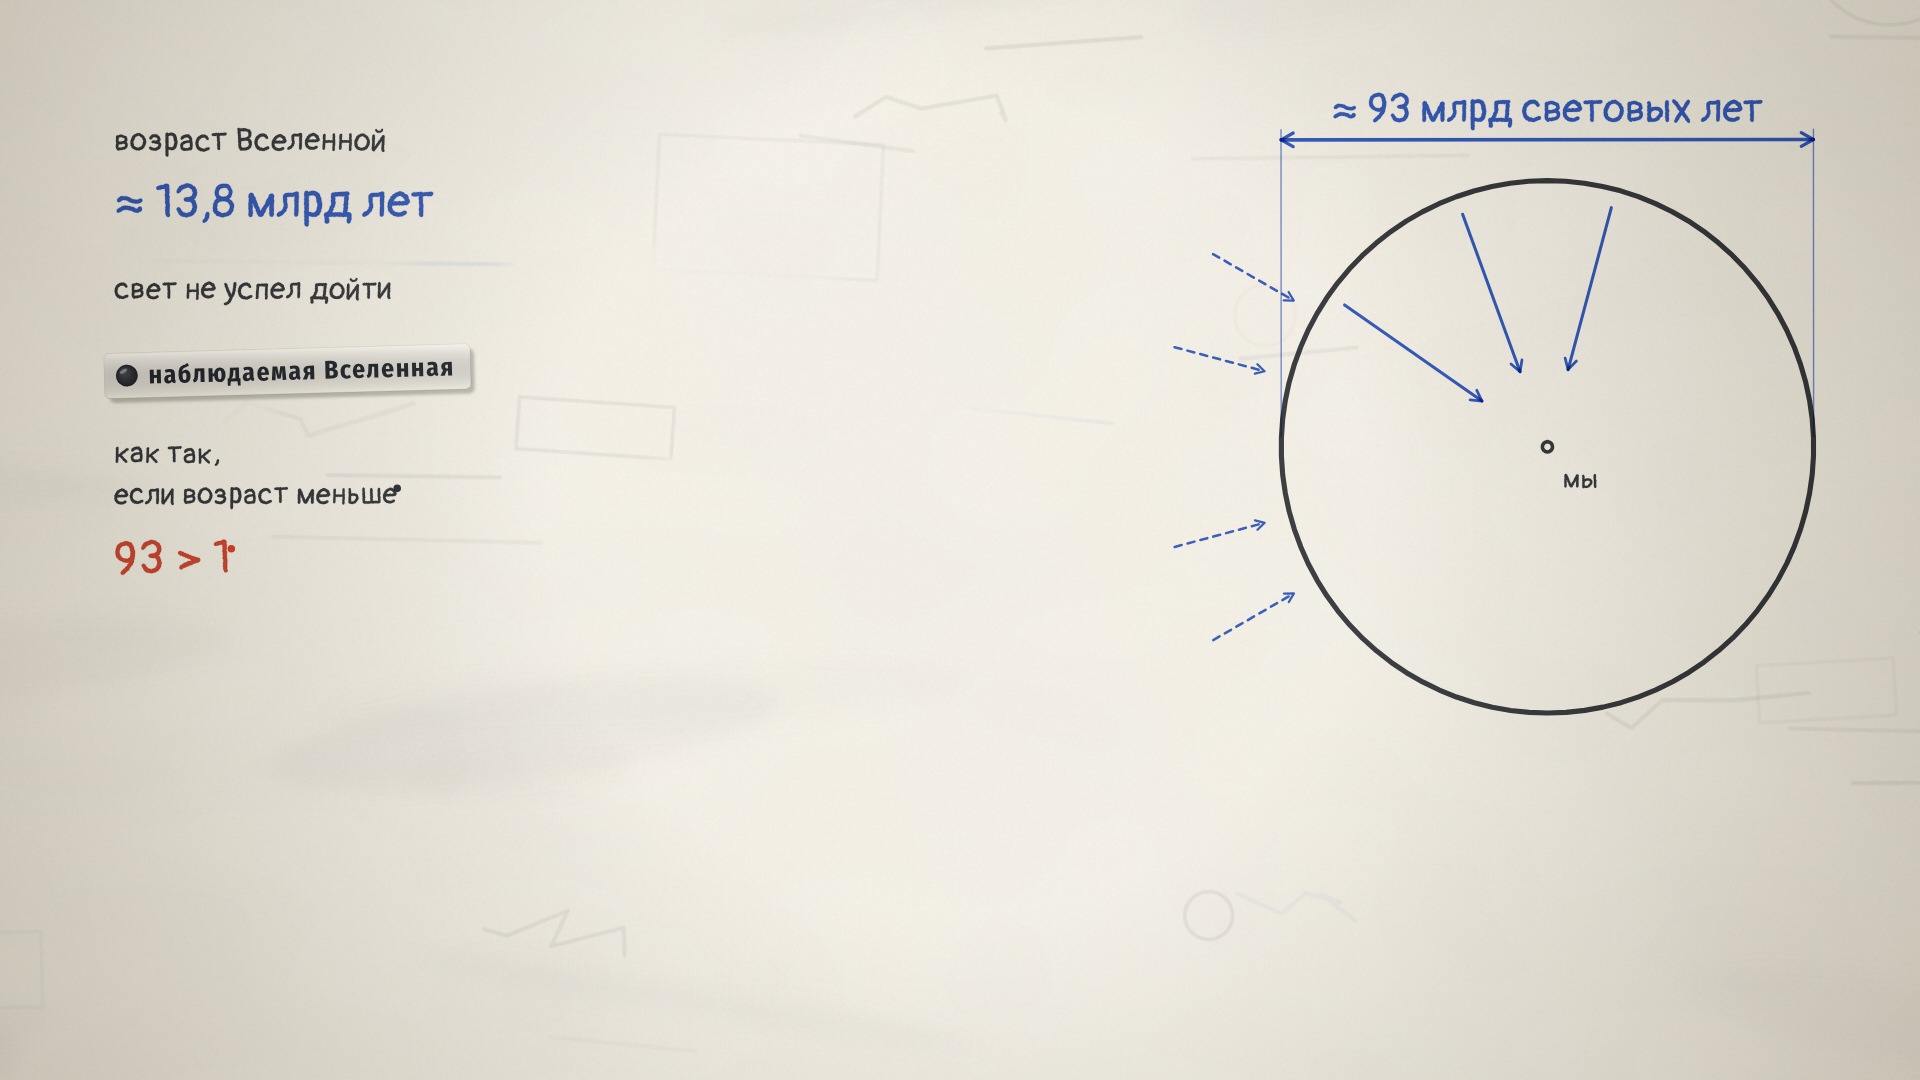 возраст Вселенной
≈ 13,8 млрд лет
свет не успел дойти
наблюдаемая Вселенная
как так,
если возраст меньше
93 > 1
≈ 93 млрд световых лет
мы